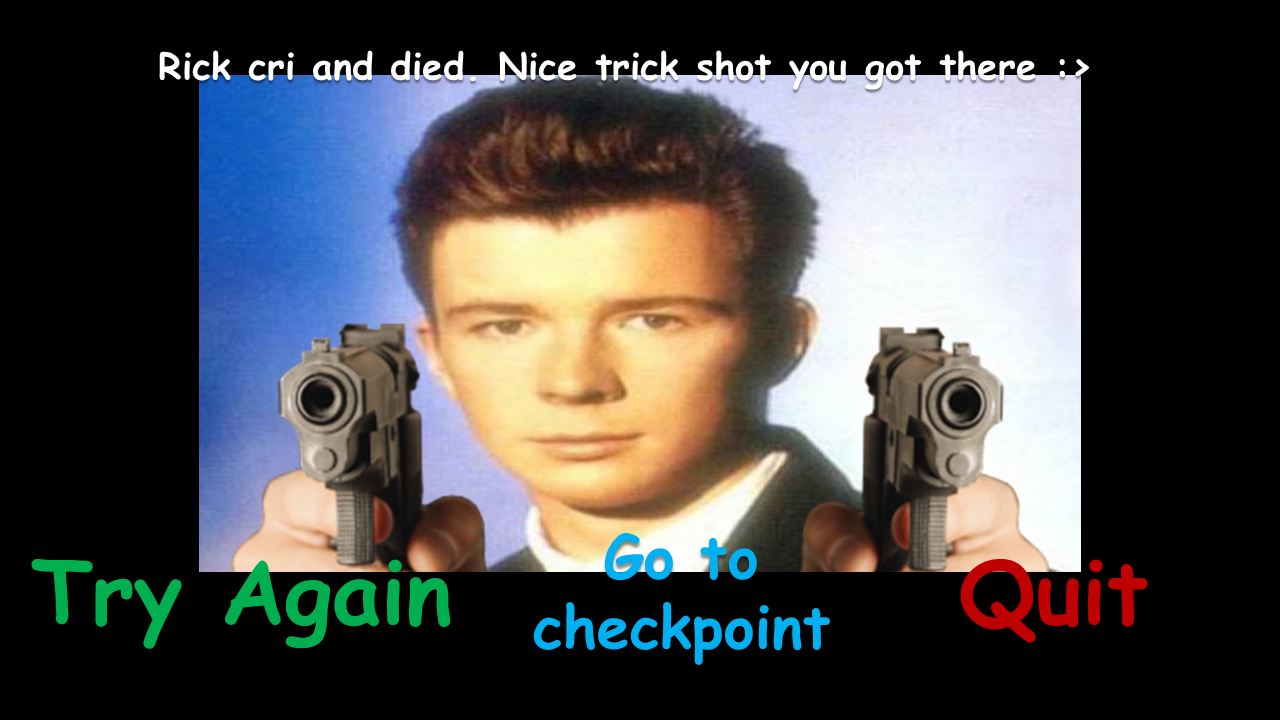 Rick cri and died. Nice trick shot you got there :>
Try Again
Go to
checkpoint
Quit